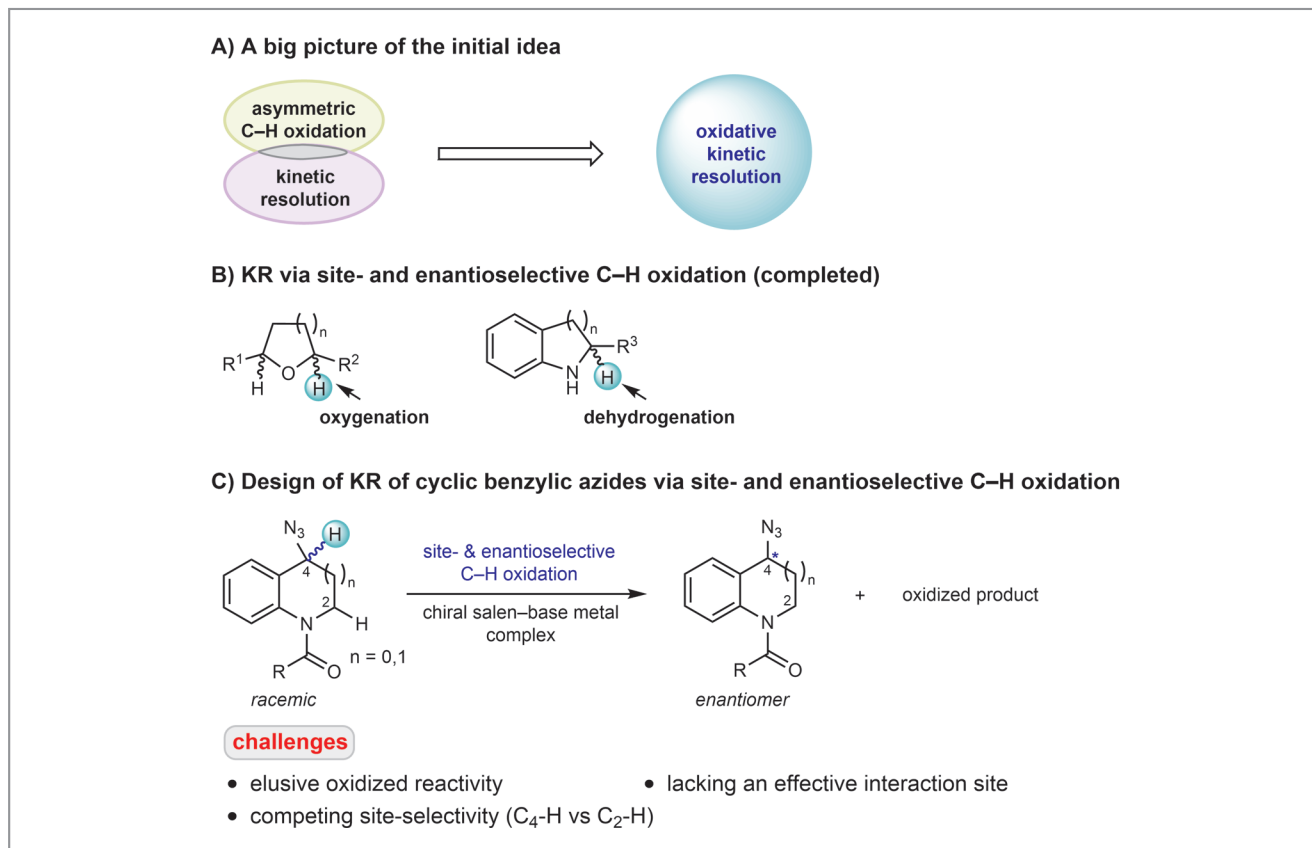 A) A big picture of the initial idea
asymmetric
C–H oxidation
kinetic
resolution
oxidative
kinetic
resolution
B) KR via site- and enantioselective C–H oxidation (completed)
( )n
R1
O
R2
H
H
oxygenation
( )n
R3
N
H
H
dehydrogenation
C) Design of KR of cyclic benzylic azides via site- and enantioselective C–H oxidation
N3
H
4
( )n
2
N
H
R
O
n = 0,1
racemic
site- & enantioselective
C–H oxidation
chiral salen–base metal
complex
N3
*
4
( )n
2
N
R
O
enantiomer
+
oxidized product
challenges
• elusive oxidized reactivity
• lacking an effective interaction site
• competing site-selectivity (C4-H vs C2-H)